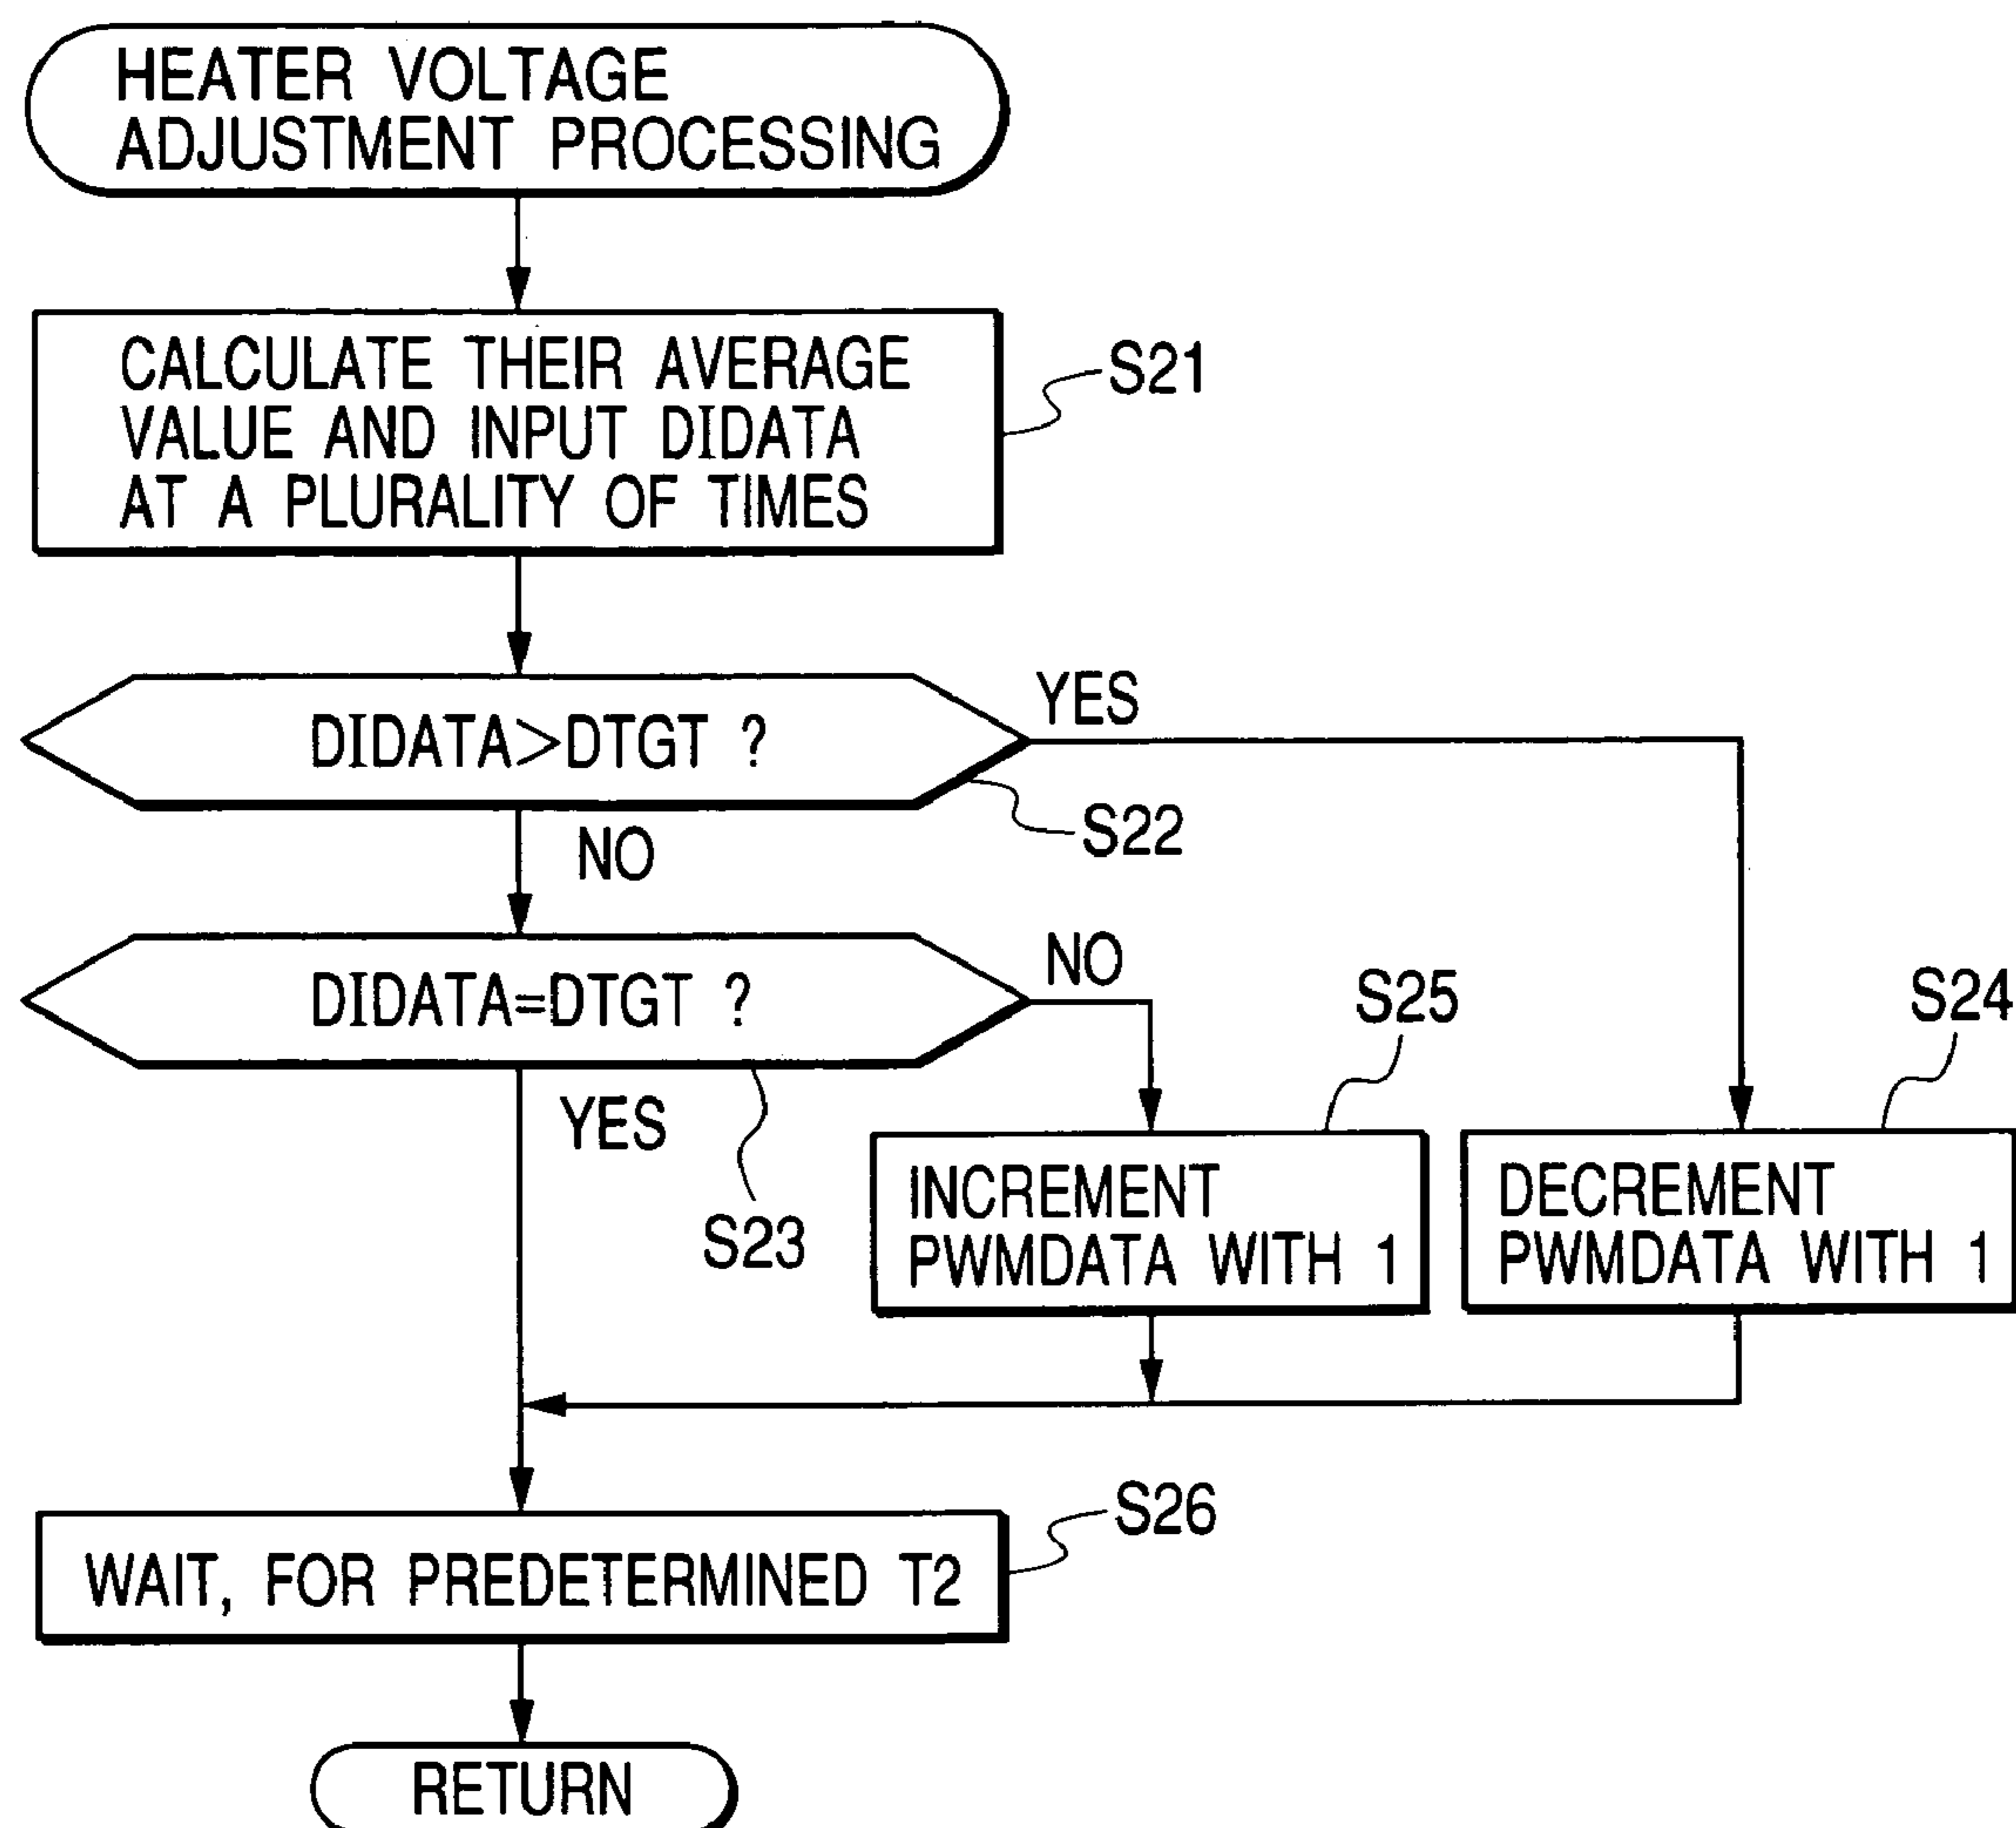 HEATER VOLTAGE
ADJUSTMENT PROCESSING
CALCULATE THEIR AVERAGE
VALUE AND INPUT DIDATA
AT A PLURALITY OF TIMES
S21
DIDATA>DTGT ?
YES
S22
NO
DIDATA=DTGT ?
NO
YES
S23
S25
S24
INCREMENT
PWMDATA WITH 1
DECREMENT
PWMDATA WITH 1
WAIT, FOR PREDETERMINED T2
S26
RETURN